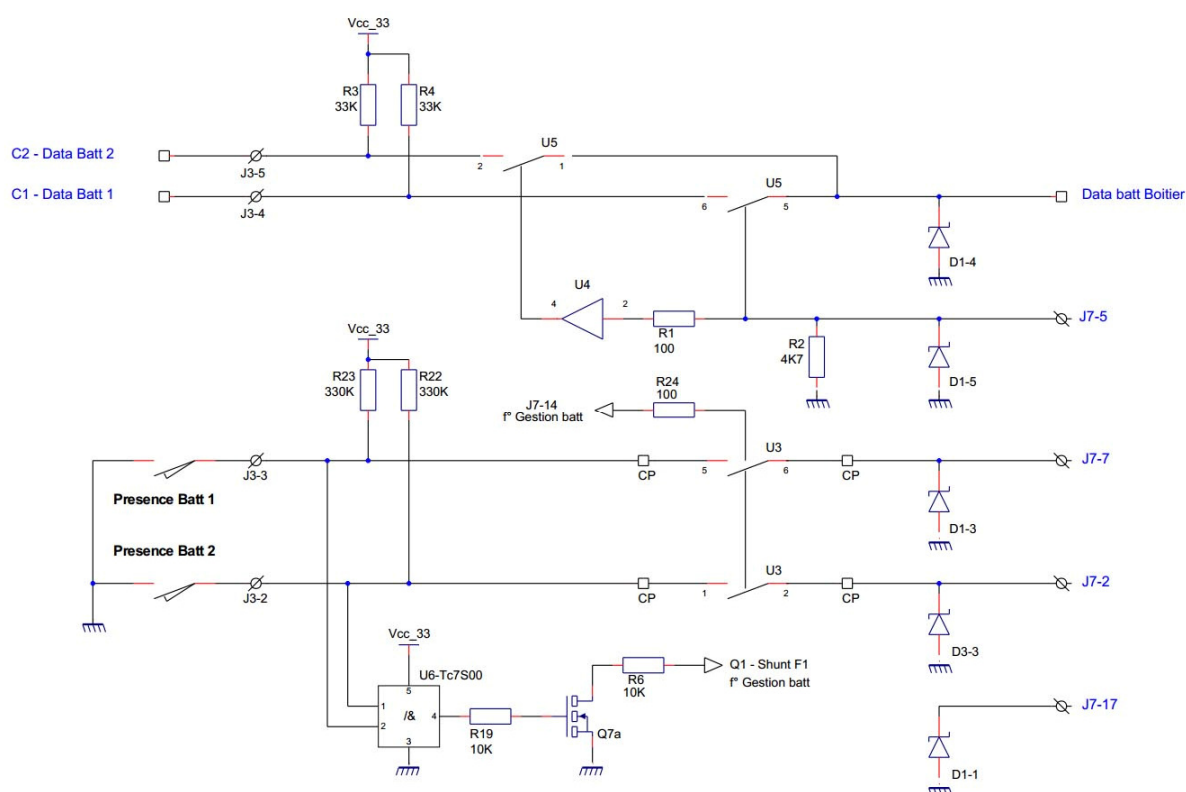 Vcc_33
R3
33K
R4
33K
C2 - Data Batt 2
J3-5
2
U5
1
C1 - Data Batt 1
J3-4
6
U5
5
Data batt Boitier
D1-4
U4
4
2
R1
100
R2
4K7
J7-5
D1-5
Vcc_33
R23
330K
R22
330K
R24
100
J7-14
f° Gestion batt
J3-3
CP
5
U3
6
CP
J7-7
Presence Batt 1
D1-3
Presence Batt 2
J3-2
CP
1
U3
2
CP
J7-2
D3-3
Vcc_33
U6-Tc7S00
5
1
2
/&
4
3
R19
10K
Q7a
R6
10K
Q1 - Shunt F1
f° Gestion batt
J7-17
D1-1